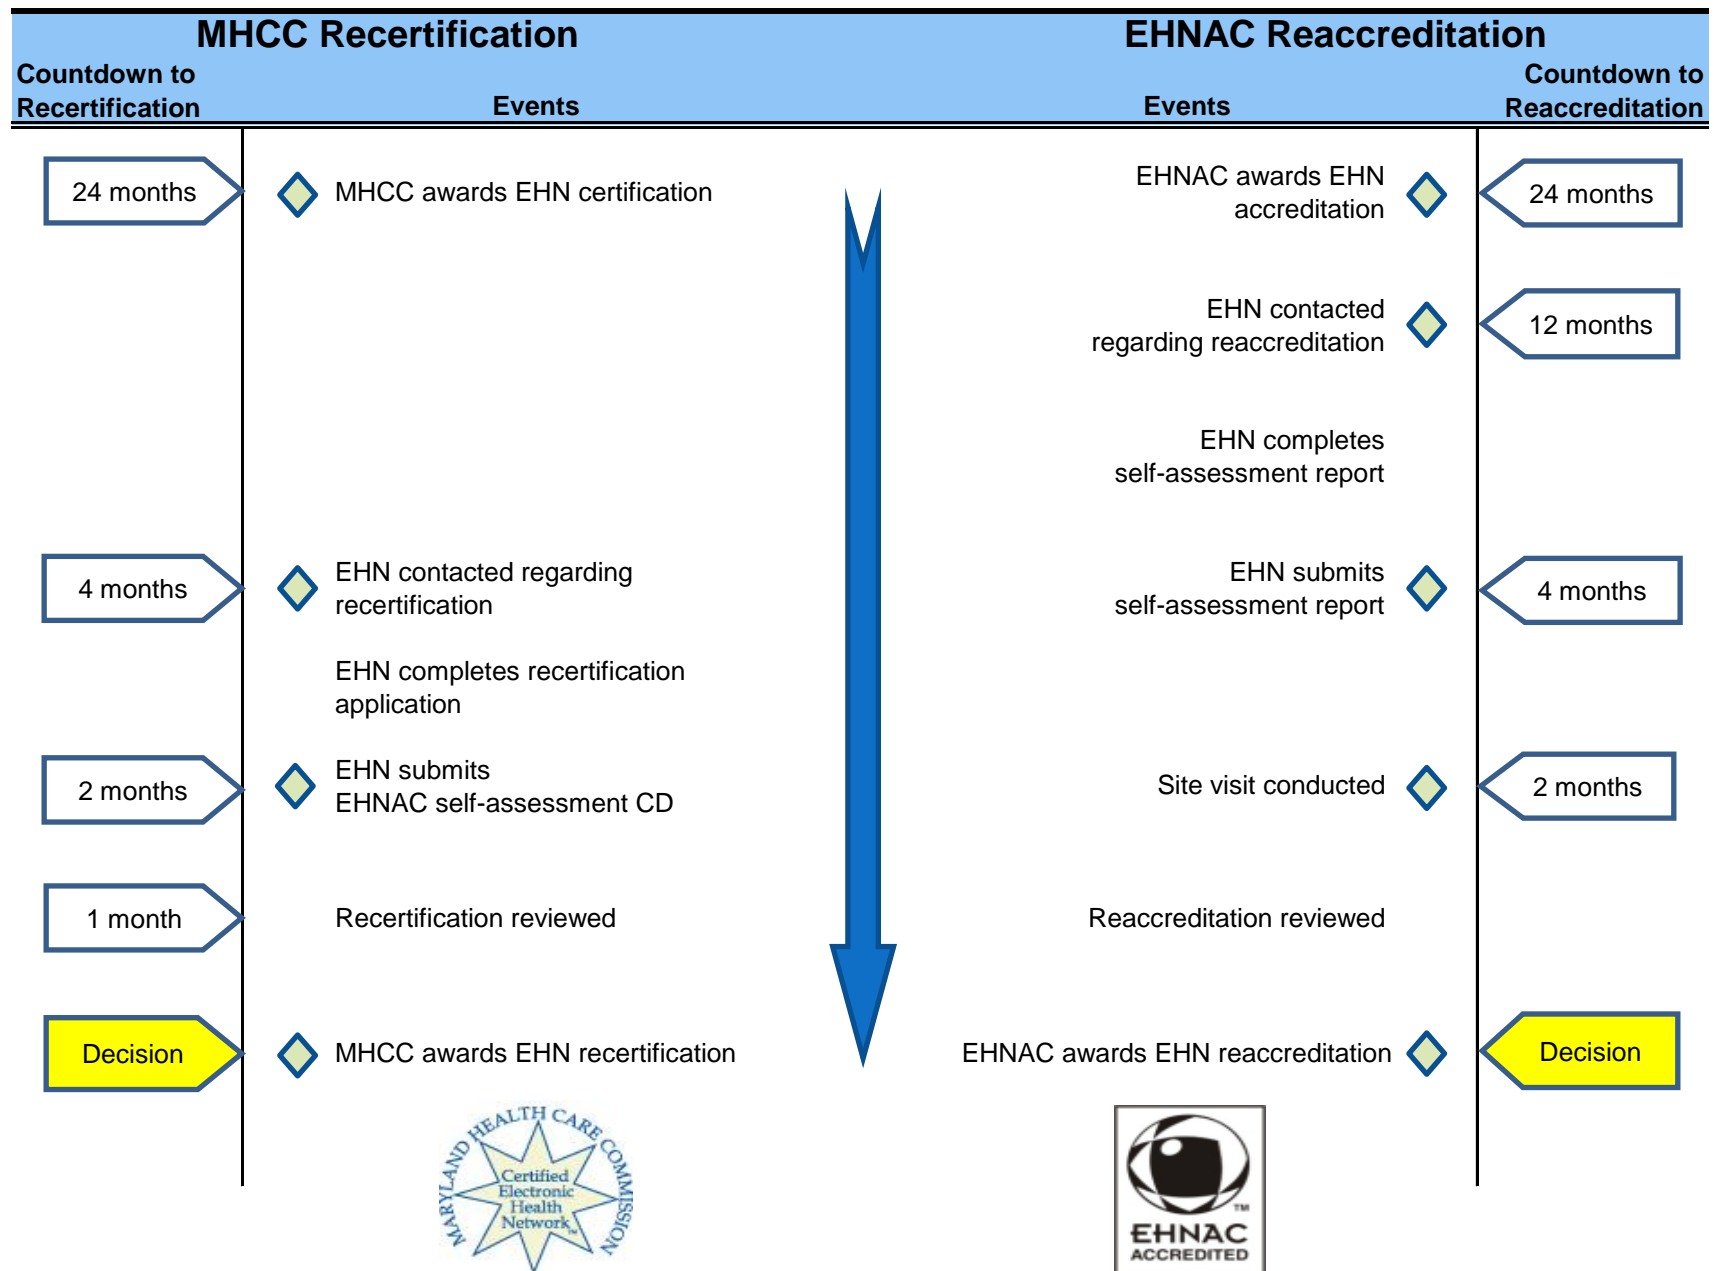 MHCC Recertification
EHNAC Reaccreditation
Countdown to
Recertification
Events
Events
Countdown to
Reaccreditation
24 months
MHCC awards EHN certification
EHNAC awards EHN
accreditation
24 months
EHN contacted
regarding reaccreditation
12 months
EHN completes
self-assessment report
4 months
EHN contacted regarding
recertification
EHN submits
self-assessment report
4 months
EHN completes recertification
application
2 months
EHN submits
EHNAC self-assessment CD
Site visit conducted
2 months
1 month
Recertification reviewed
Reaccreditation reviewed
Decision
MHCC awards EHN recertification
EHNAC awards EHN reaccreditation
Decision
MARYLAND HEALTH CARE COMMISSION
Certified
Electronic
Health
Network™
TM
EHNAC
ACCREDITED